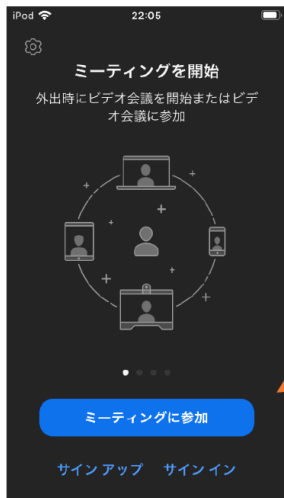 iPod 22:05
ミーティングを開始
外出時にビデオ会議を開始またはビデ
オ会議に参加
ミーティングに参加
サイン アップ サイン イン